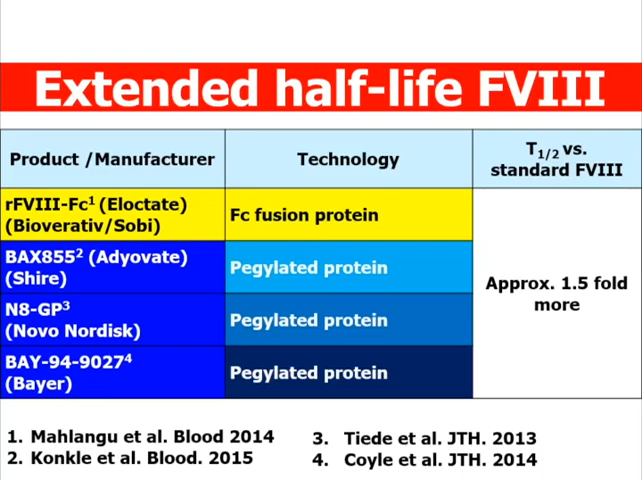 Extended half-life FVIII
Product /Manufacturer
Technology
T1/2 vs.
standard FVIII
rFVIII-Fc¹ (Eloctate)
(Bioverativ/Sobi)
Fc fusion protein
BAX855² (Adyovate)
(Shire)
Pegylated protein
N8-GP³
(Novo Nordisk)
Pegylated protein
BAY-94-9027⁴
(Bayer)
Pegylated protein
Approx. 1.5 fold
more
1. Mahlangu et al. Blood 2014
2. Konkle et al. Blood. 2015
3. Tiede et al. JTH. 2013
4. Coyle et al. JTH. 2014